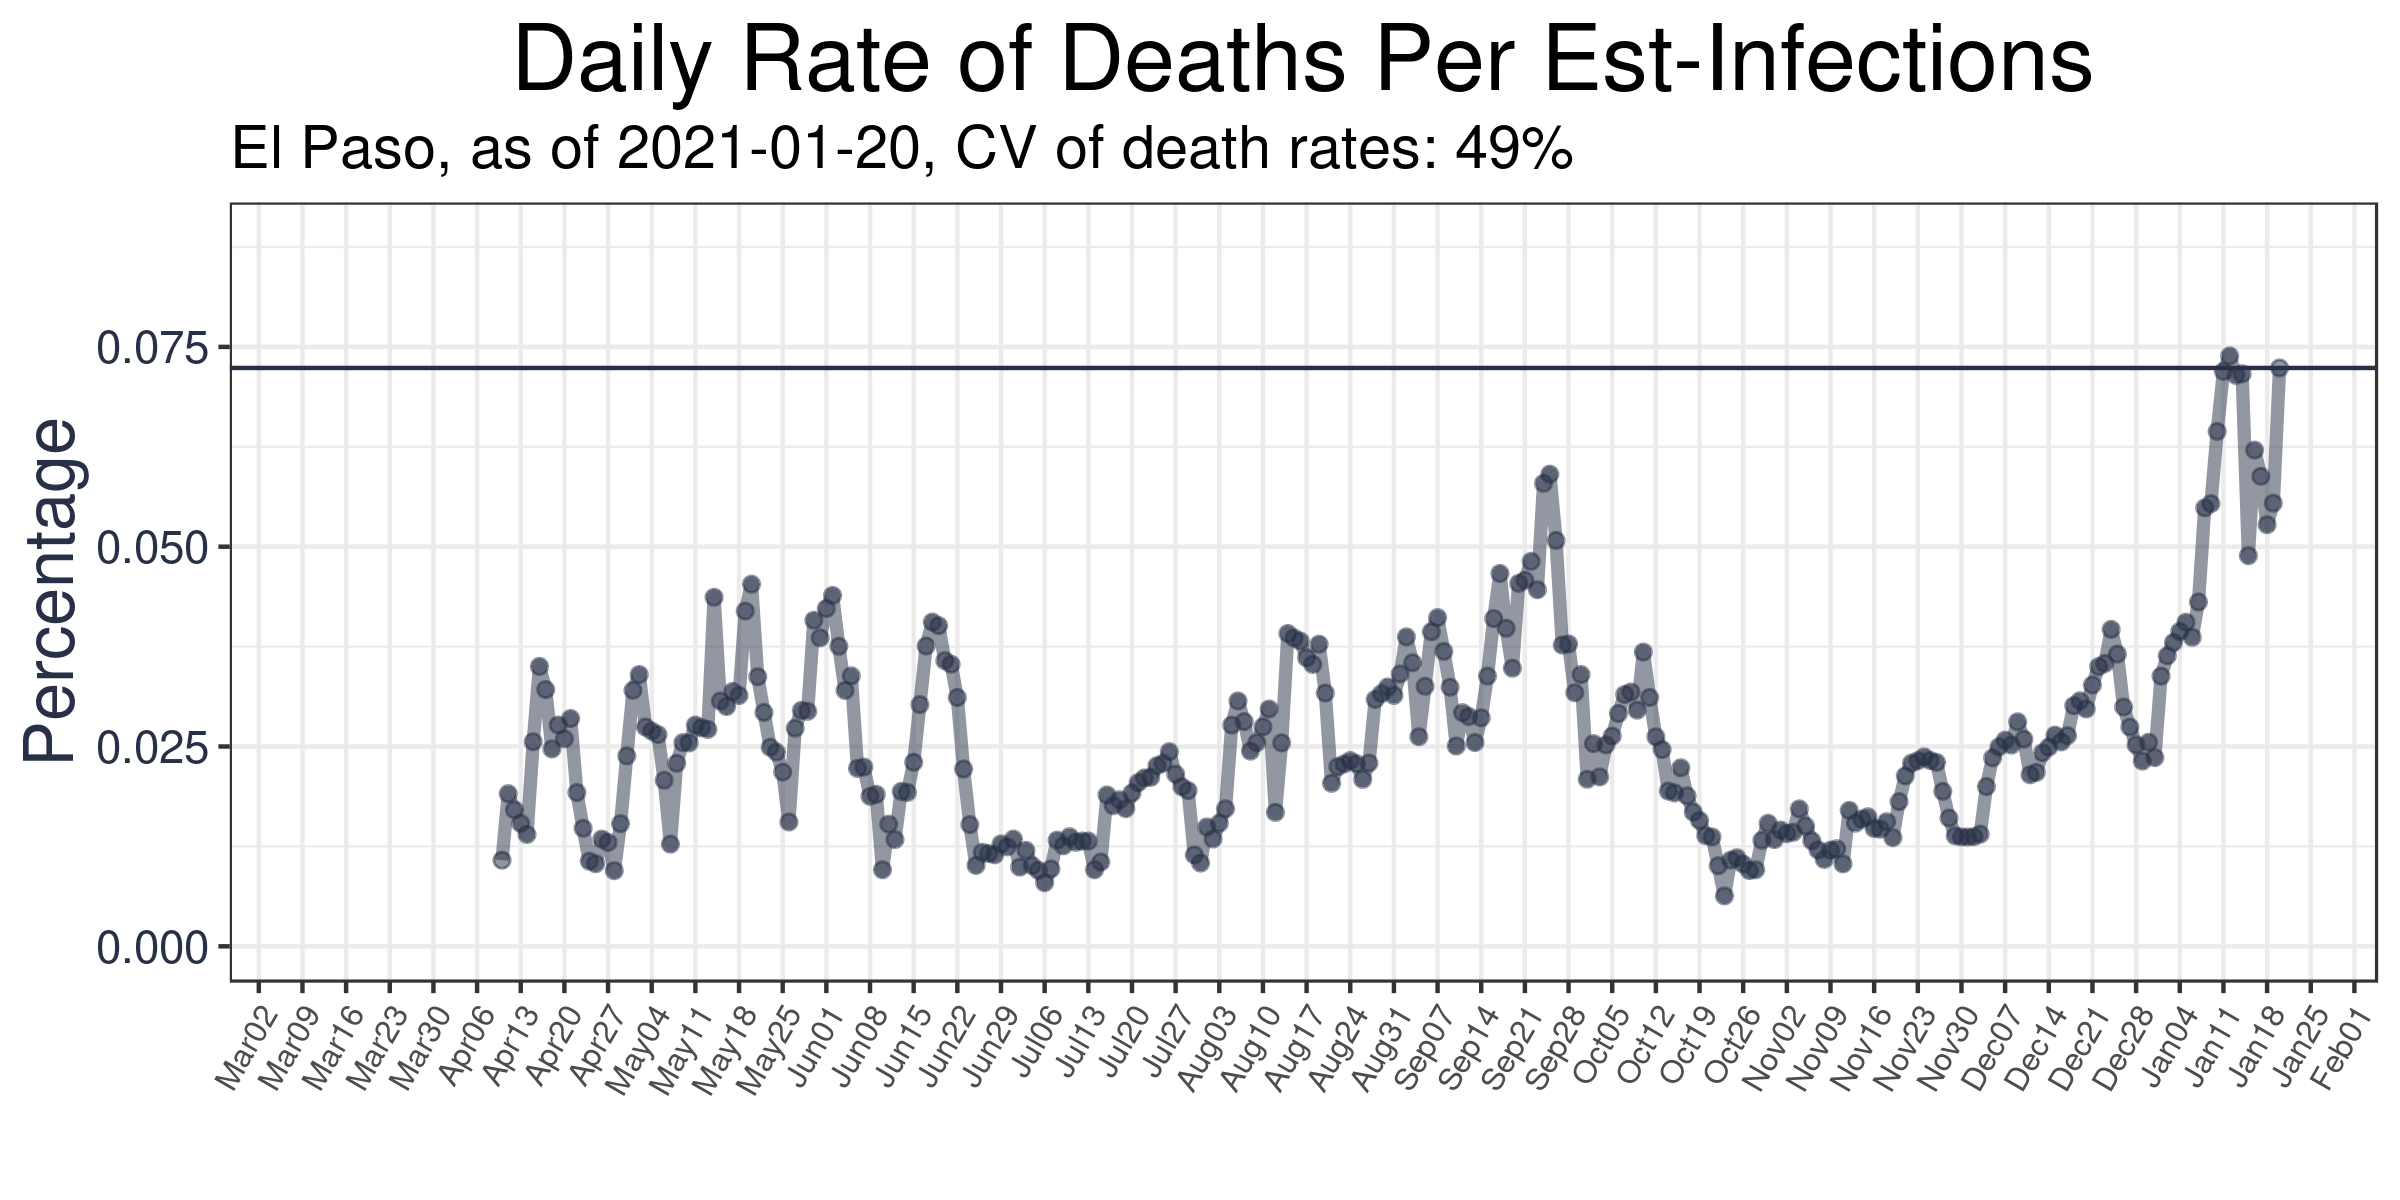 Daily Rate of Deaths Per Est-Infections
El Paso, as of 2021-01-20, CV of death rates: 49%
Percentage
0.075
0.050
0.025
0.000
Mar02
Mar09
Mar16
Mar23
Mar30
Apr06
Apr13
Apr20
Apr27
May04
May11
May18
May25
Jun01
Jun08
Jun15
Jun22
Jun29
Jul06
Jul13
Jul20
Jul27
Aug03
Aug10
Aug17
Aug24
Aug31
Sep07
Sep14
Sep21
Sep28
Oct05
Oct12
Oct19
Oct26
Nov02
Nov09
Nov16
Nov23
Nov30
Dec07
Dec14
Dec21
Dec28
Jan04
Jan11
Jan18
Jan25
Feb01